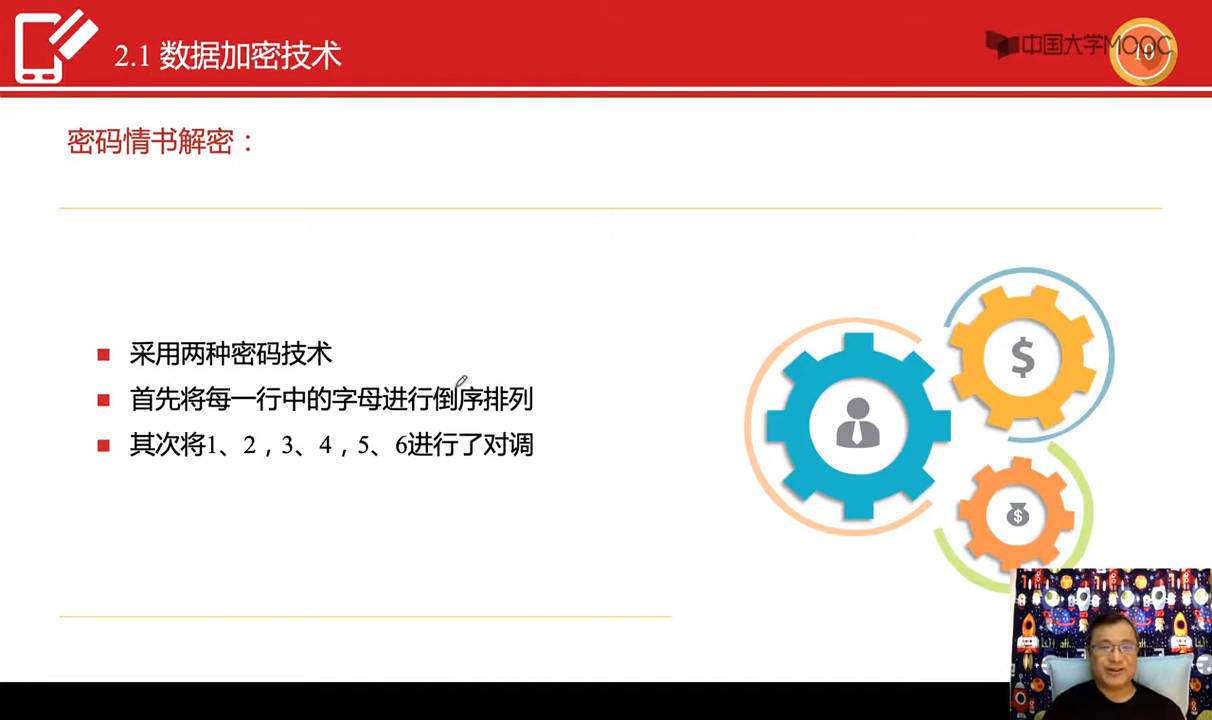 2.1 数据加密技术
中国大学MOOC
10
密码情书解密：
采用两种密码技术
首先将每一行中的字母进行倒序排列
其次将1、2，3、4，5、6进行了对调
$
$